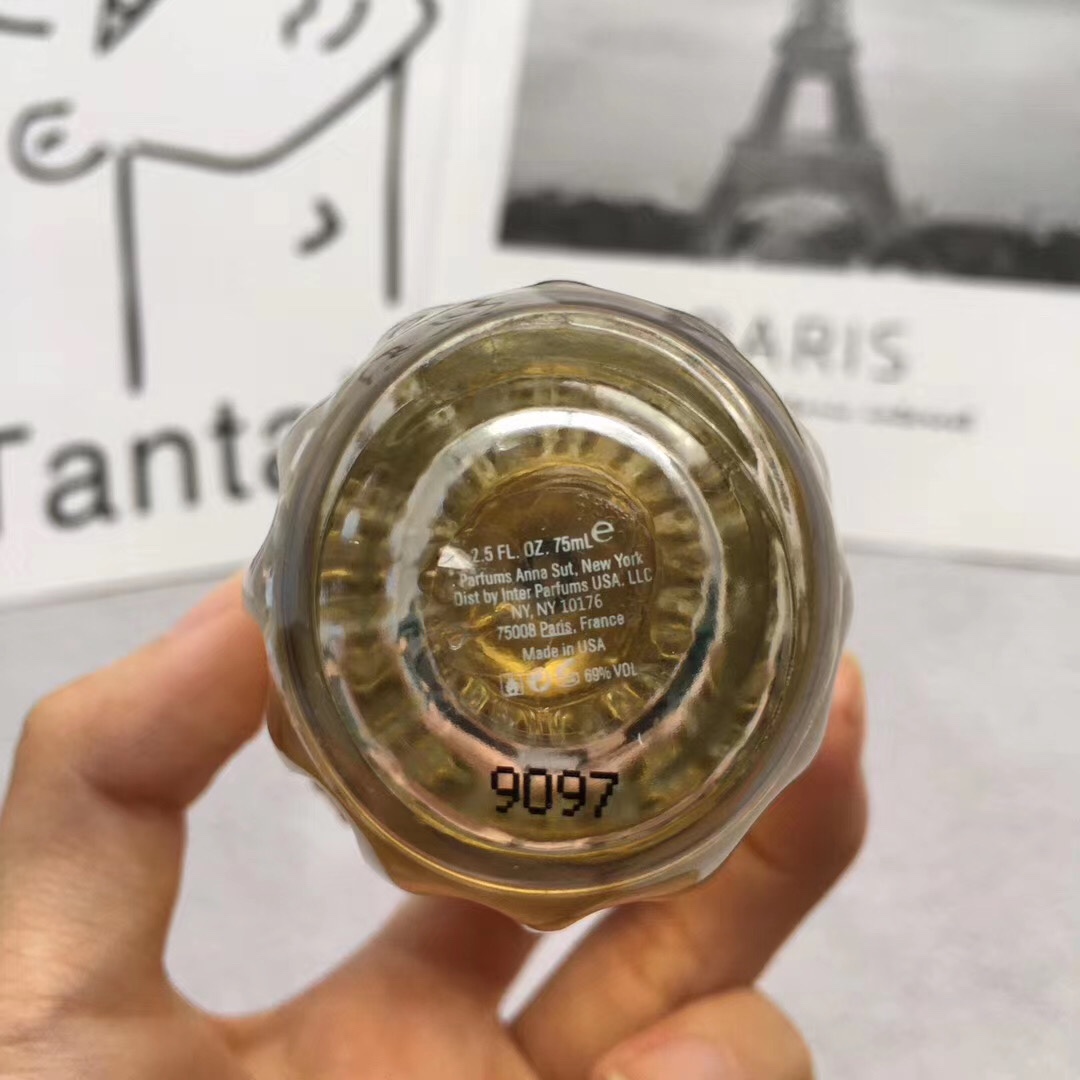 Tanta
PARIS
2.5 FL. OZ. 75mL e
Parfums Anna Sut, New York
Dist by Inter Parfums USA. LLC
NY, NY 10176
75008 Paris, France
Made in USA
69% VOL
9097